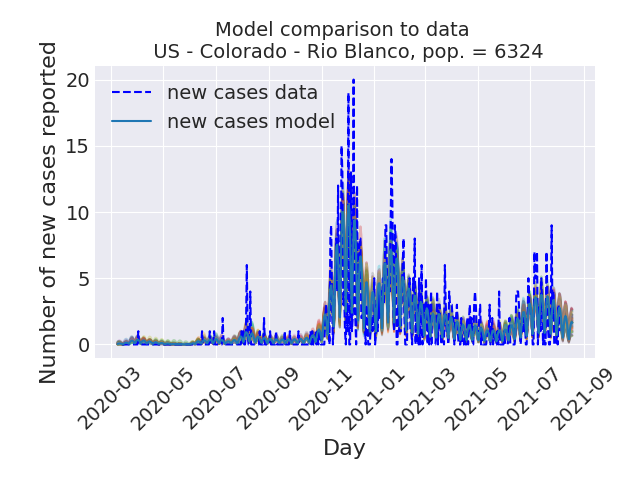 Model comparison to data
US - Colorado - Rio Blanco, pop. = 6324
new cases data
new cases model
Number of new cases reported
20
15
10
5
0
2020-03
2020-05
2020-07
2020-09
2020-11
2021-01
2021-03
2021-05
2021-07
2021-09
Day